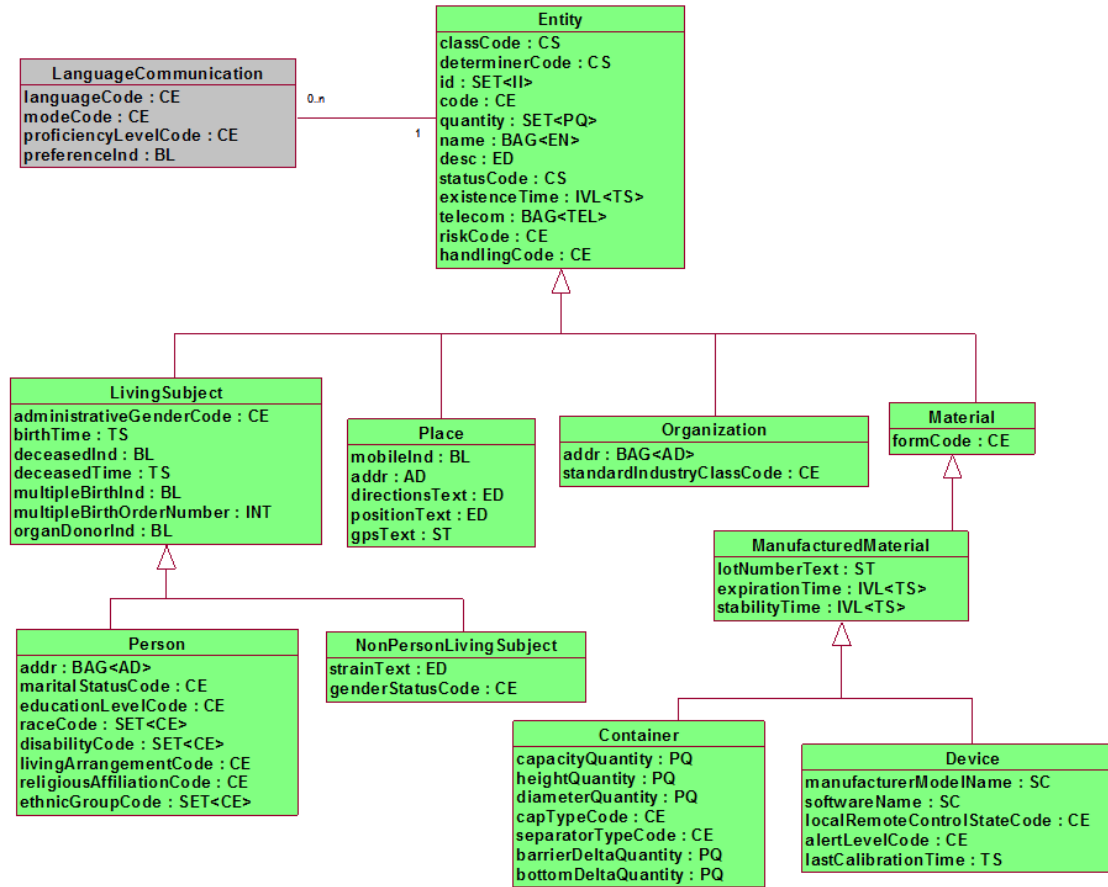 Entity
classCode : CS
determinerCode : CS
id : SET<II>
code : CE
quantity : SET<PQ>
name : BAG<EN>
desc : ED
statusCode : CS
existenceTime : IVL<TS>
telecom : BAG<TEL>
riskCode : CE
handlingCode : CE
LanguageCommunication
languageCode : CE
modeCode : CE
proficiencyLevelCode : CE
preferenceInd : BL
0..n
1
LivingSubject
administrativeGenderCode : CE
birthTime : TS
deceasedInd : BL
deceasedTime : TS
multipleBirthInd : BL
multipleBirthOrderNumber : INT
organDonorInd : BL
Place
mobileInd : BL
addr : AD
directionsText : ED
positionText : ED
gpsText : ST
Organization
addr : BAG<AD>
standardIndustryClassCode : CE
Material
formCode : CE
ManufacturedMaterial
lotNumberText : ST
expirationTime : IVL<TS>
stabilityTime : IVL<TS>
Person
addr : BAG<AD>
maritalStatusCode : CE
educationLevelCode : CE
raceCode : SET<CE>
disabilityCode : SET<CE>
livingArrangementCode : CE
religiousAffiliationCode : CE
ethnicGroupCode : SET<CE>
NonPersonLivingSubject
strainText : ED
genderStatusCode : CE
Container
capacityQuantity : PQ
heightQuantity : PQ
diameterQuantity : PQ
capTypeCode : CE
separatorTypeCode : CE
barrierDeltaQuantity : PQ
bottomDeltaQuantity : PQ
Device
manufacturerModelName : SC
softwareName : SC
localRemoteControlStateCode : CE
alertLevelCode : CE
lastCalibrationTime : TS